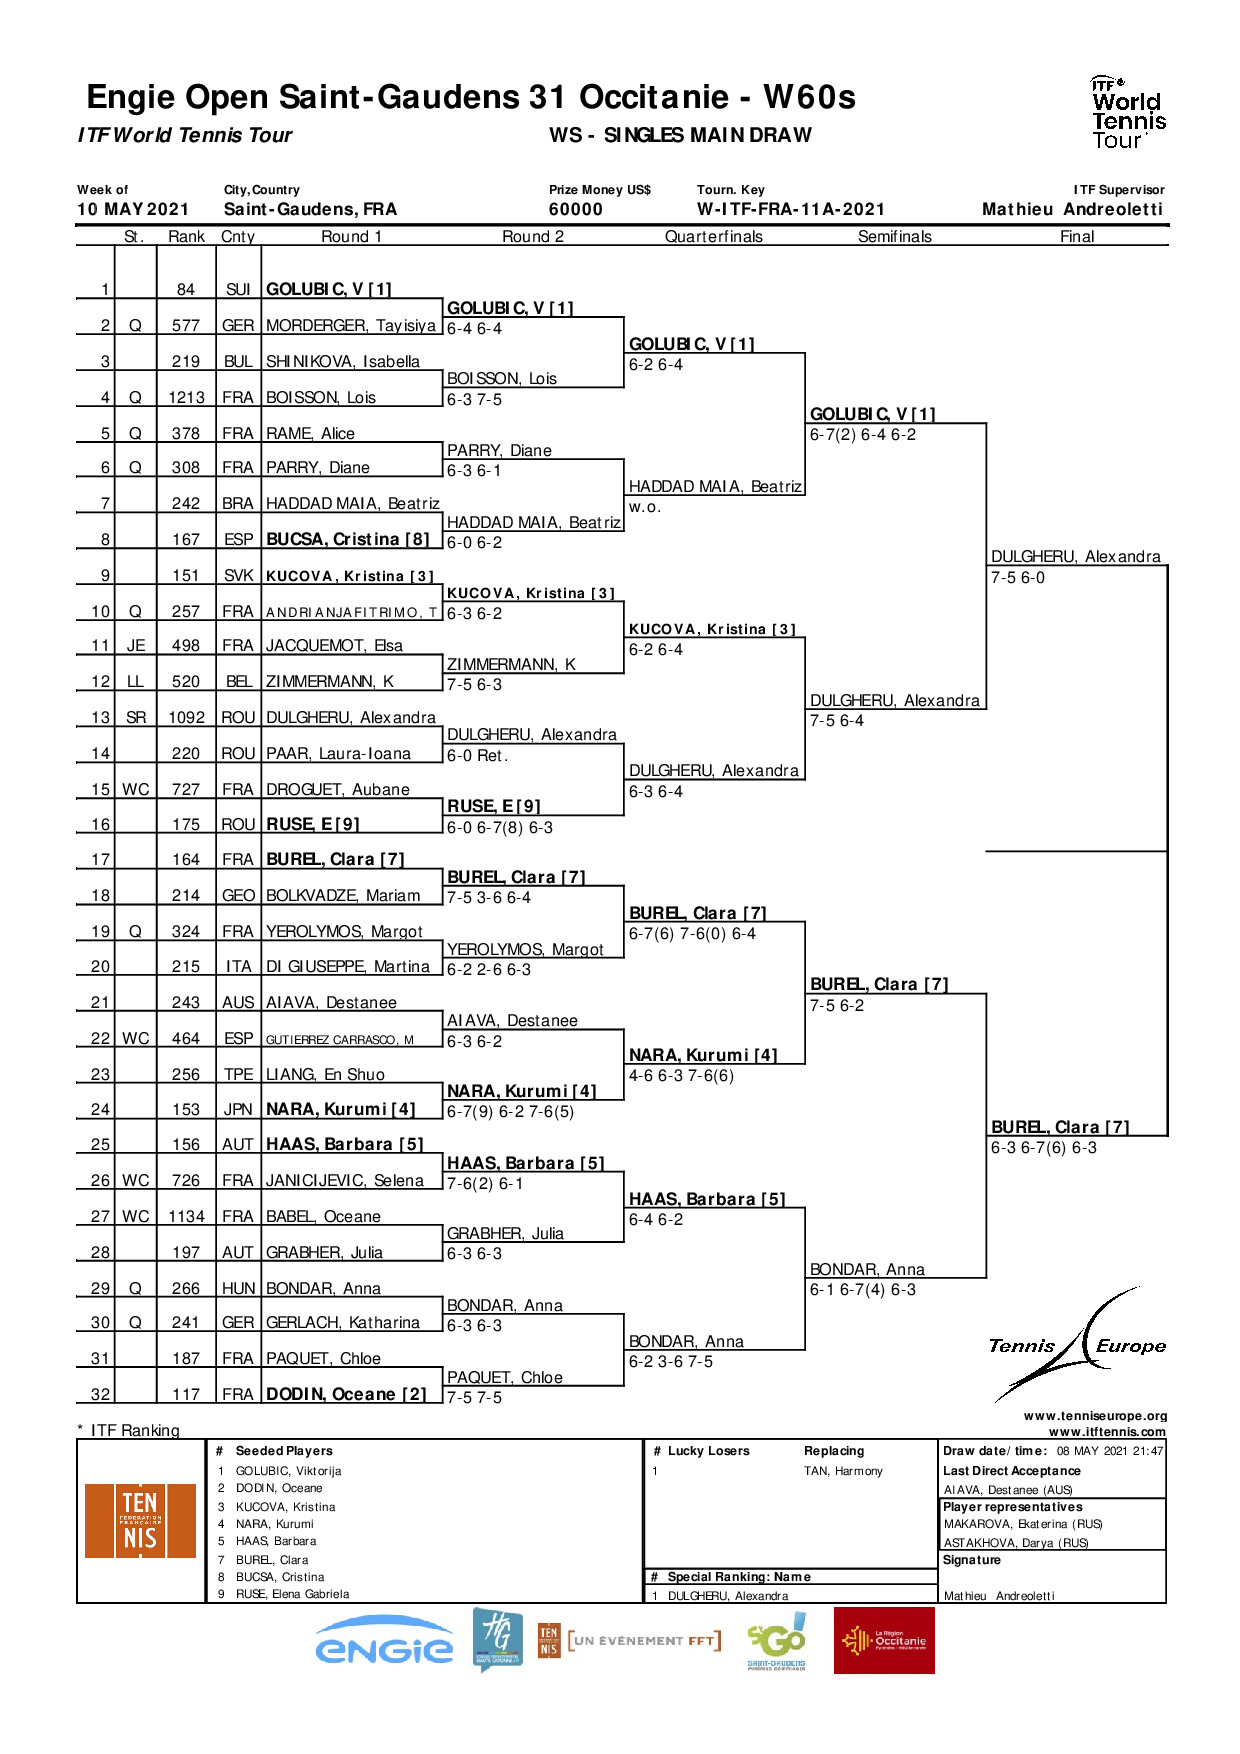 Engie Open Saint-Gaudens 31 Occitanie - W60s
ITF World Tennis Tour
WS - SINGLES MAIN DRAW
ITF
World
Tennis
Tour
Week of City,Country Prize Money US$ Tourn. Key ITF Supervisor
10 MAY 2021 Saint-Gaudens, FRA 60000 W-ITF-FRA-11A-2021 Mathieu Andreoletti
St. Rank Cnty Round 1 Round 2 Quarterfinals Semifinals Final
1 84 SUI GOLUBIC, V [1]
GOLUBIC, V [1]
2 Q 577 GER MORDERGER, Tayisiya 6-4 6-4
GOLUBIC, V [1]
3 219 BUL SHINIKOVA, Isabella 6-2 6-4
BOISSON, Lois
4 Q 1213 FRA BOISSON, Lois 6-3 7-5
GOLUBIC, V [1]
5 Q 378 FRA RAME, Alice 6-7(2) 6-4 6-2
PARRY, Diane
6 Q 308 FRA PARRY, Diane 6-3 6-1
HADDAD MAIA, Beatriz
7 242 BRA HADDAD MAIA, Beatriz w.o.
HADDAD MAIA, Beatriz
8 167 ESP BUCSA, Cristina [8] 6-0 6-2
DULGHERU, Alexandra
9 151 SVK KUCOVA, Kristina [3] 7-5 6-0
KUCOVA, Kristina [3]
10 Q 257 FRA ANDRIANJAFITRIMO, T 6-3 6-2
KUCOVA, Kristina [3]
11 JE 498 FRA JACQUEMOT, Elsa 6-2 6-4
ZIMMERMANN, K
12 LL 520 BEL ZIMMERMANN, K 7-5 6-3
DULGHERU, Alexandra
13 SR 1092 ROU DULGHERU, Alexandra 7-5 6-4
DULGHERU, Alexandra
14 220 ROU PAAR, Laura-Ioana 6-0 Ret.
DULGHERU, Alexandra
15 WC 727 FRA DROGUET, Aubane 6-3 6-4
RUSE, E [9]
16 175 ROU RUSE, E [9] 6-0 6-7(8) 6-3
17 164 FRA BUREL, Clara [7]
BUREL, Clara [7]
18 214 GEO BOLKVADZE, Mariam 7-5 3-6 6-4
BUREL, Clara [7]
19 Q 324 FRA YEROLYMOS, Margot 6-7(6) 7-6(0) 6-4
YEROLYMOS, Margot
20 215 ITA DI GIUSEPPE, Martina 6-2 2-6 6-3
BUREL, Clara [7]
21 243 AUS AIAVA, Destanee 7-5 6-2
AIAVA, Destanee
22 WC 464 ESP GUTIERREZ CARRASCO, M 6-3 6-2
NARA, Kurumi [4]
23 256 TPE LIANG, En Shuo 4-6 6-3 7-6(6)
NARA, Kurumi [4]
24 153 JPN NARA, Kurumi [4] 6-7(9) 6-2 7-6(5)
BUREL, Clara [7]
25 156 AUT HAAS, Barbara [5] 6-3 6-7(6) 6-3
HAAS, Barbara [5]
26 WC 726 FRA JANICIJEVIC, Selena 7-6(2) 6-1
HAAS, Barbara [5]
27 WC 1134 FRA BABEL, Oceane 6-4 6-2
GRABHER, Julia
28 197 AUT GRABHER, Julia 6-3 6-3
BONDAR, Anna
29 Q 266 HUN BONDAR, Anna 6-1 6-7(4) 6-3
BONDAR, Anna
30 Q 241 GER GERLACH, Katharina 6-3 6-3
BONDAR, Anna
31 187 FRA PAQUET, Chloe 6-2 3-6 7-5
PAQUET, Chloe
32 117 FRA DODIN, Oceane [2] 7-5 7-5
Tennis Europe
www.tenniseurope.org
* ITF Ranking www.itftennis.com
# Seeded Players # Lucky Losers Replacing Draw date/time: 08 MAY 2021 21:47
1 GOLUBIC, Viktorija 1 TAN, Harmony Last Direct Acceptance
2 DODIN, Oceane AIAVA, Destanee (AUS)
3 KUCOVA, Kristina Player representatives
4 NARA, Kurumi MAKAROVA, Ekaterina (RUS)
5 HAAS, Barbara ASTAKHOVA, Darya (RUS)
7 BUREL, Clara Signature
8 BUCSA, Cristina # Special Ranking: Name
9 RUSE, Elena Gabriela 1 DULGHERU, Alexandra Mathieu Andreoletti
TEN
FÉDÉRATION
FRANÇAISE
NIS
ENGIE
HG
TEN
NIS
[UN ÉVÉNEMENT FFT]
StGo
SAINT-GAUDENS
La Région
Occitanie
Pyrénées - Méditerranée